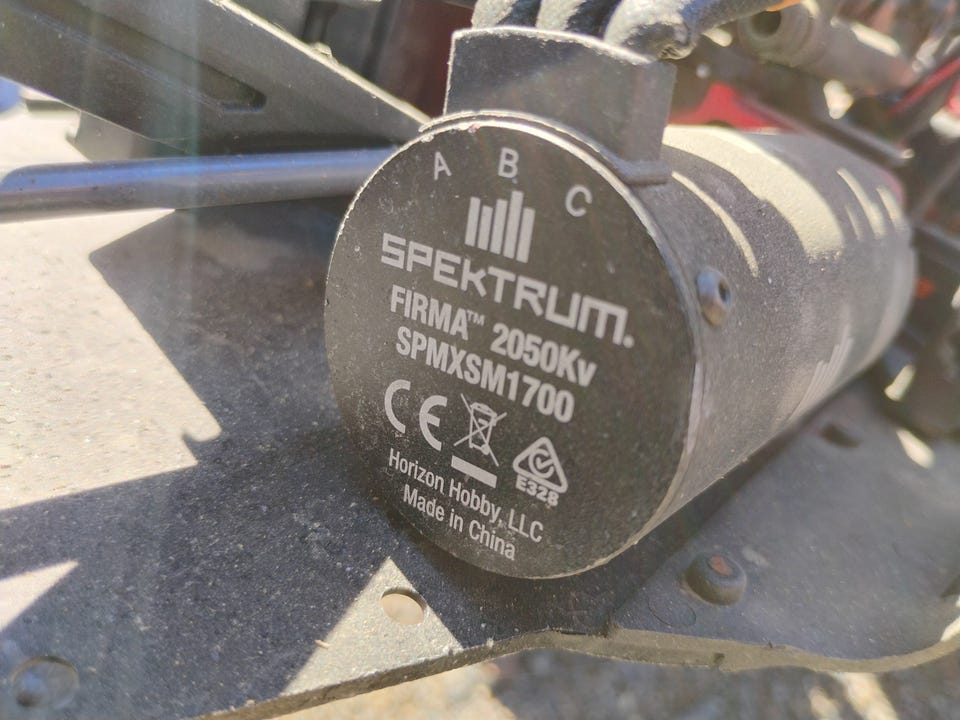 A B C
SPEKTRUM.
FIRMA™ 2050Kv
SPMXSM1700
CE
E328
Horizon Hobby, LLC
Made in China